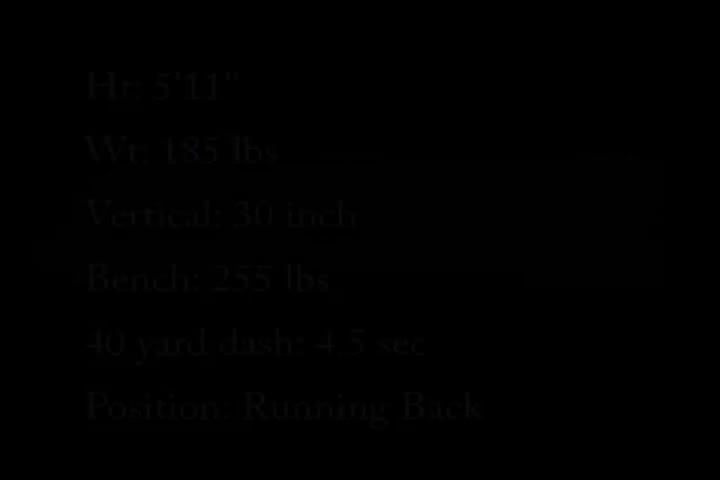 Ht: 5'11"
Wt: 185 lbs
Vertical: 30 inch
Bench: 255 lbs
40 yard dash: 4.5 sec
Position: Running Back